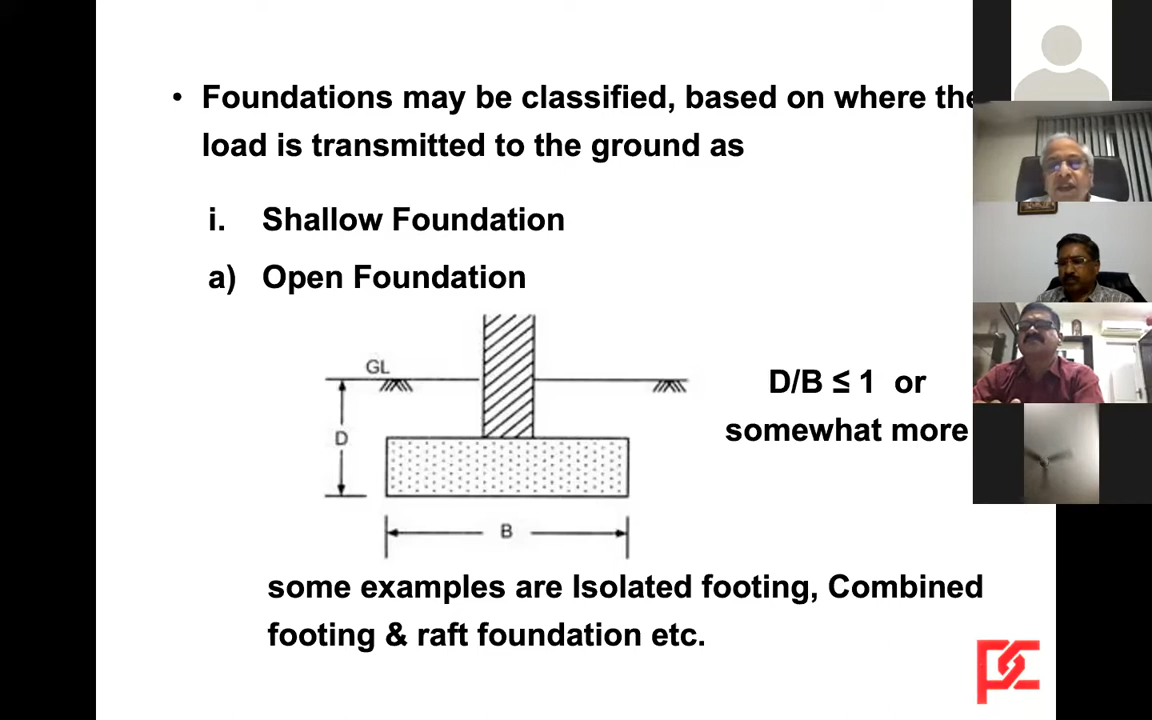 • Foundations may be classified, based on where the
load is transmitted to the ground as
i. Shallow Foundation
a) Open Foundation
GL
D/B ≤ 1 or
somewhat more
D
B
some examples are Isolated footing, Combined
footing & raft foundation etc.